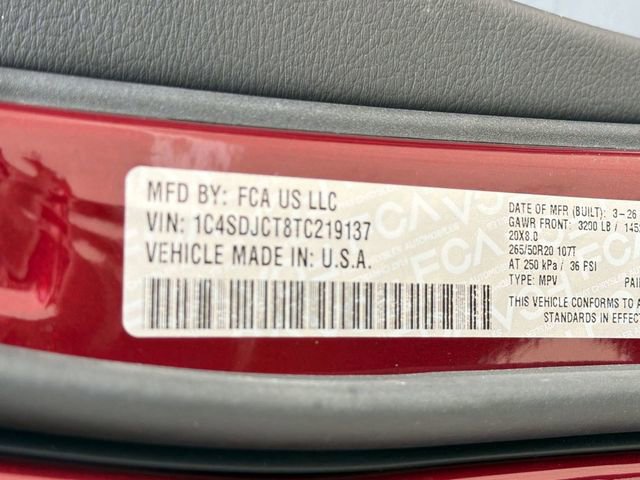 MFD BY: FCA US LLC
VIN: 1C4SDJCT8TC219137
VEHICLE MADE IN: U.S.A.
DATE OF MFR (BUILT): 3-26
GAWR FRONT: 3200 LB / 145
20X8.0
265/50R20 107T
AT 250 kPa / 36 PSI
TYPE: MPV PAI
THIS VEHICLE CONFORMS TO A
STANDARDS IN EFFECT